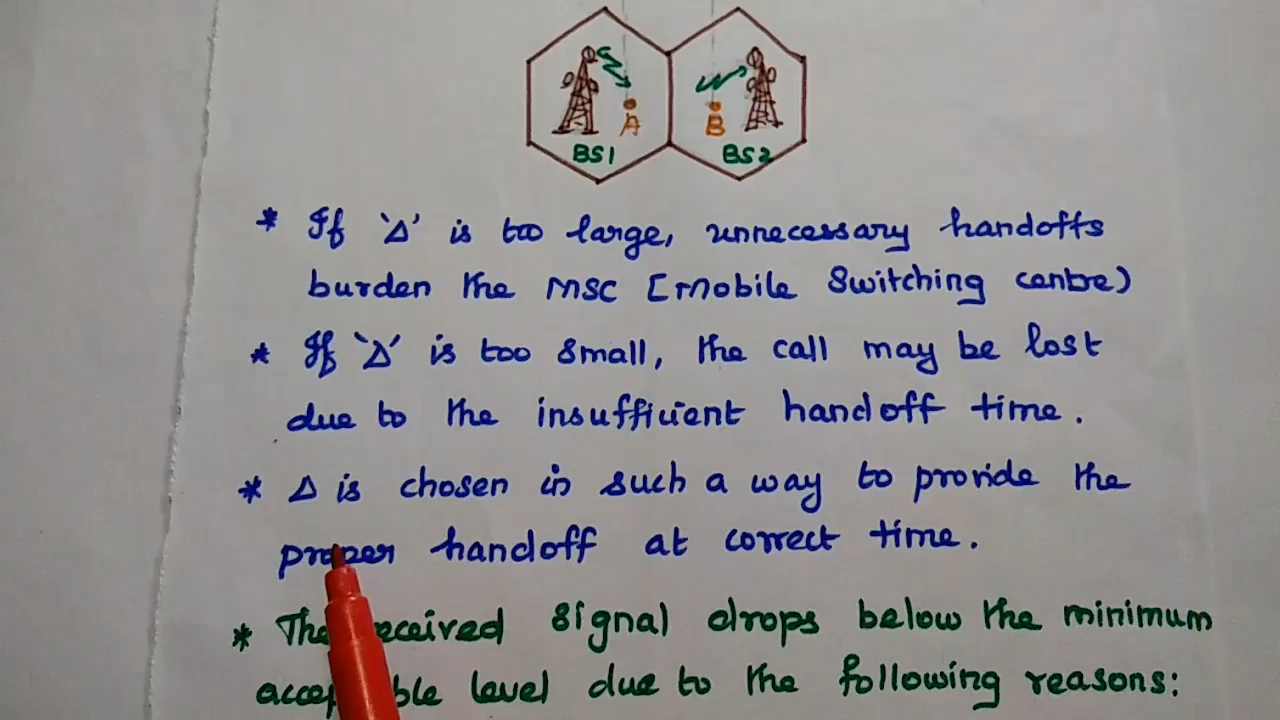 A B
BS1 BS2
* If 'Δ' is too large, unnecessary handoffs
burden the MSC [Mobile Switching centre)
* If 'Δ' is too small, the call may be lost
due to the insufficient handoff time.
* Δ is chosen in such a way to provide the
proper handoff at correct time.
* The received signal drops below the minimum
acceptable level due to the following reasons: